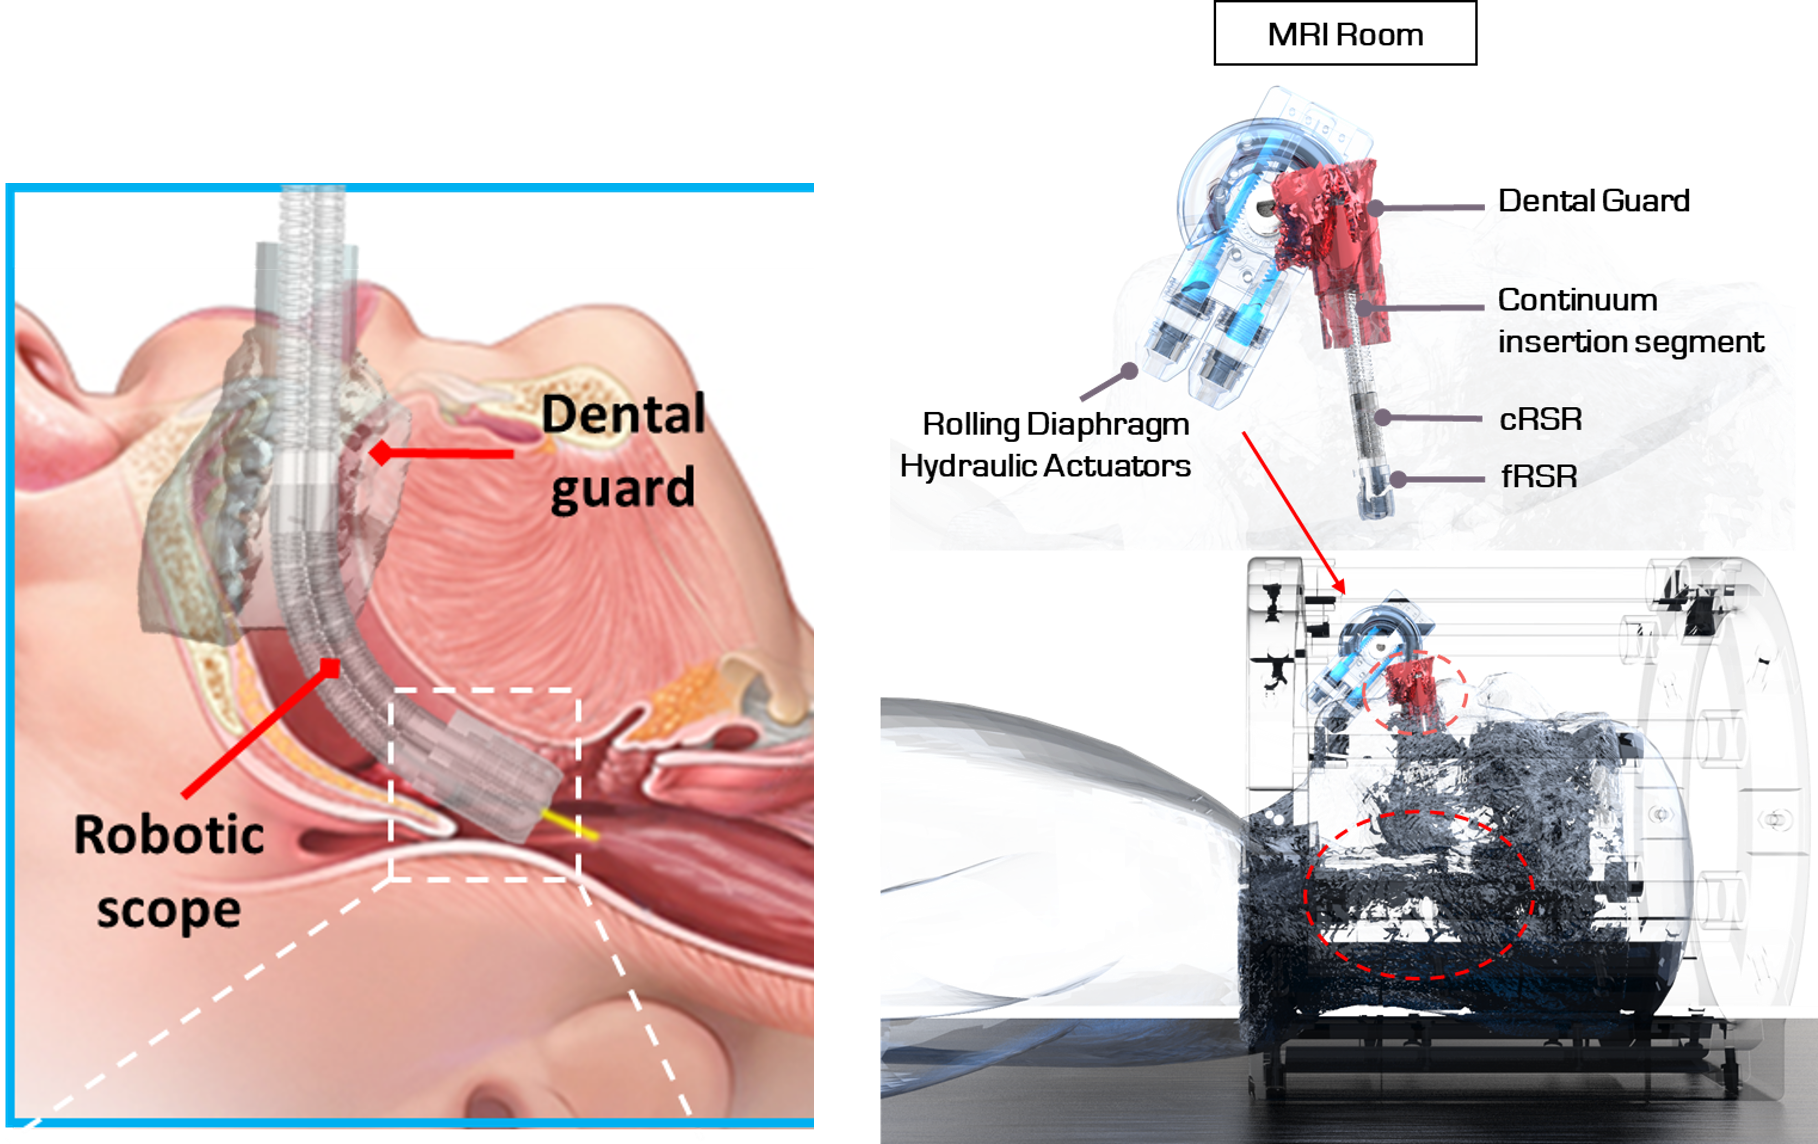 Dental
guard
Robotic
scope
MRI Room
Dental Guard
Continuum
insertion segment
Rolling Diaphragm
Hydraulic Actuators
cRSR
fRSR